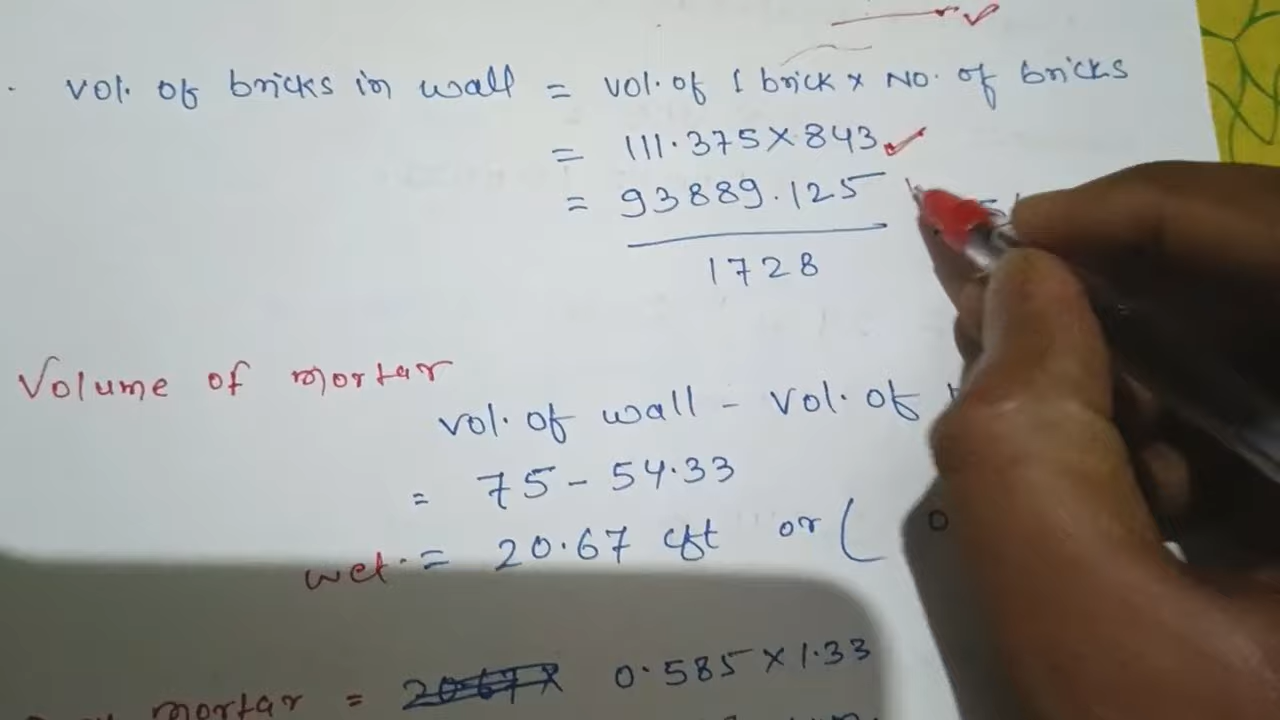 Vol. of bricks in wall = Vol. of 1 brick x No. of bricks
= 111.375 x 843
= 93889.125
1728
Volume of mortar
Vol. of wall - Vol. of
= 75 - 54.33
wet. = 20.67 cft or ( 0
mortar = 0.585 x 1.33